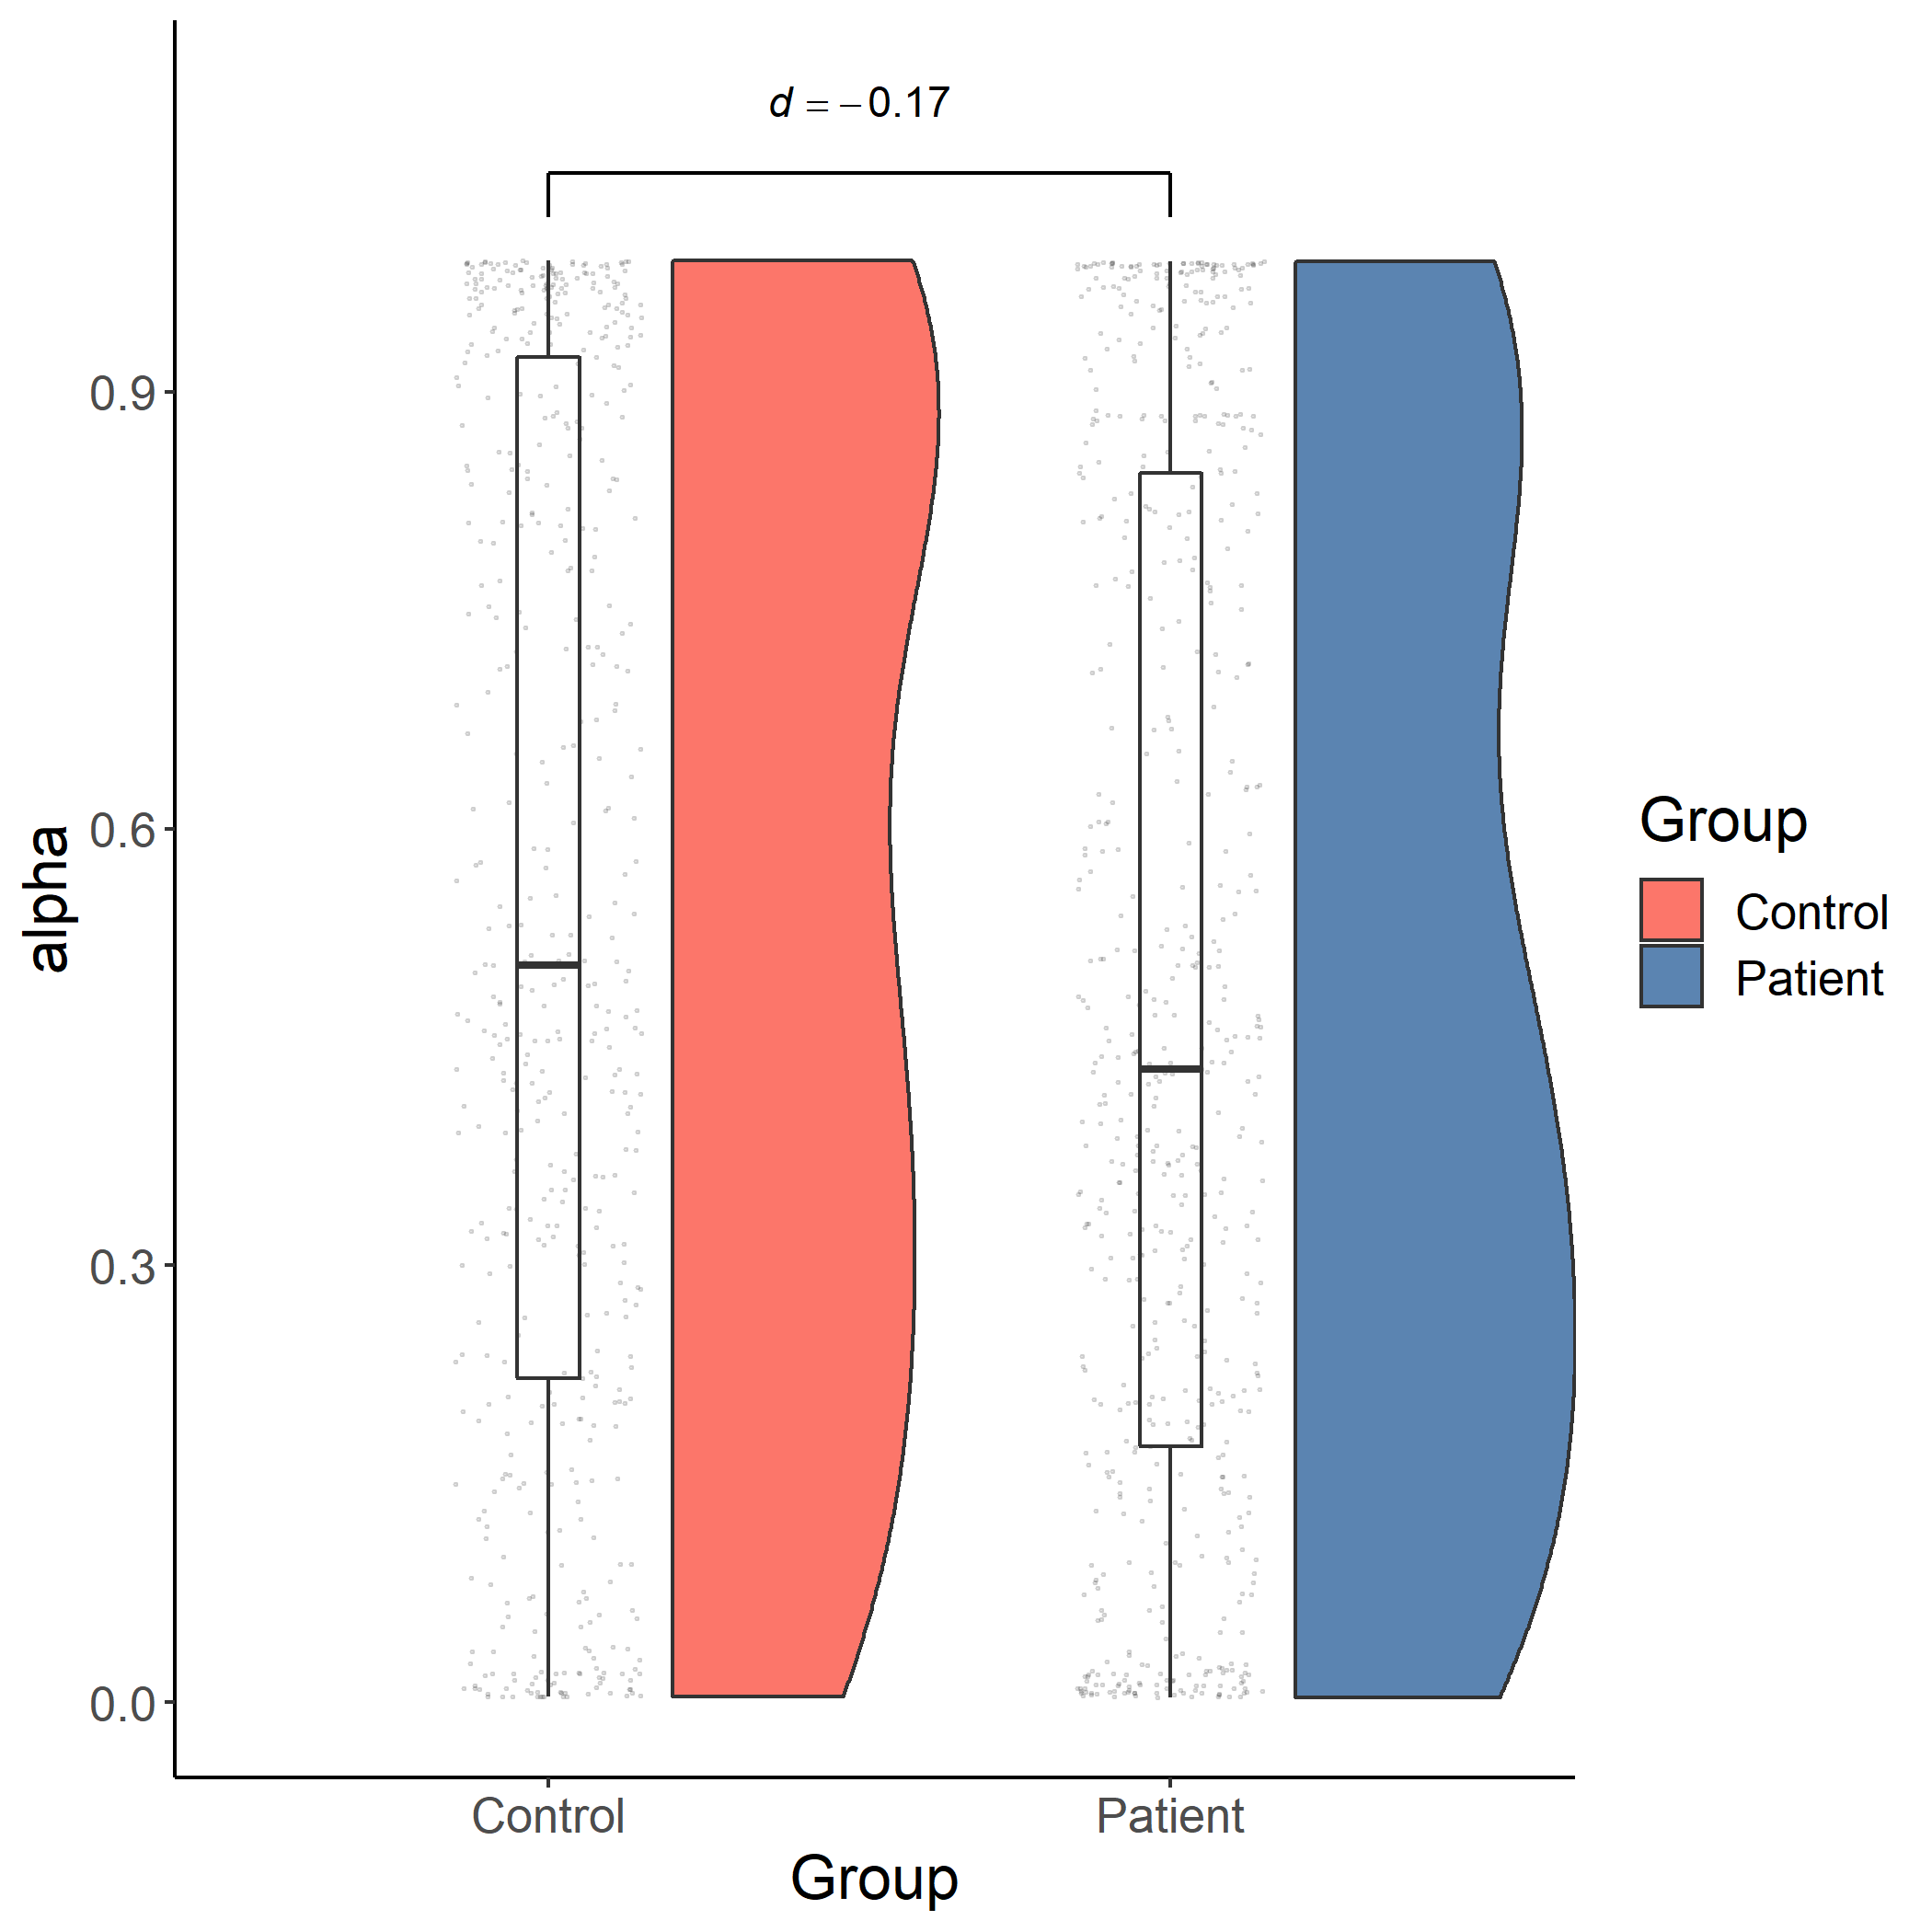 d = −0.17
0.9
0.6
0.3
0.0
alpha
Control
Patient
Group
Group
Control
Patient